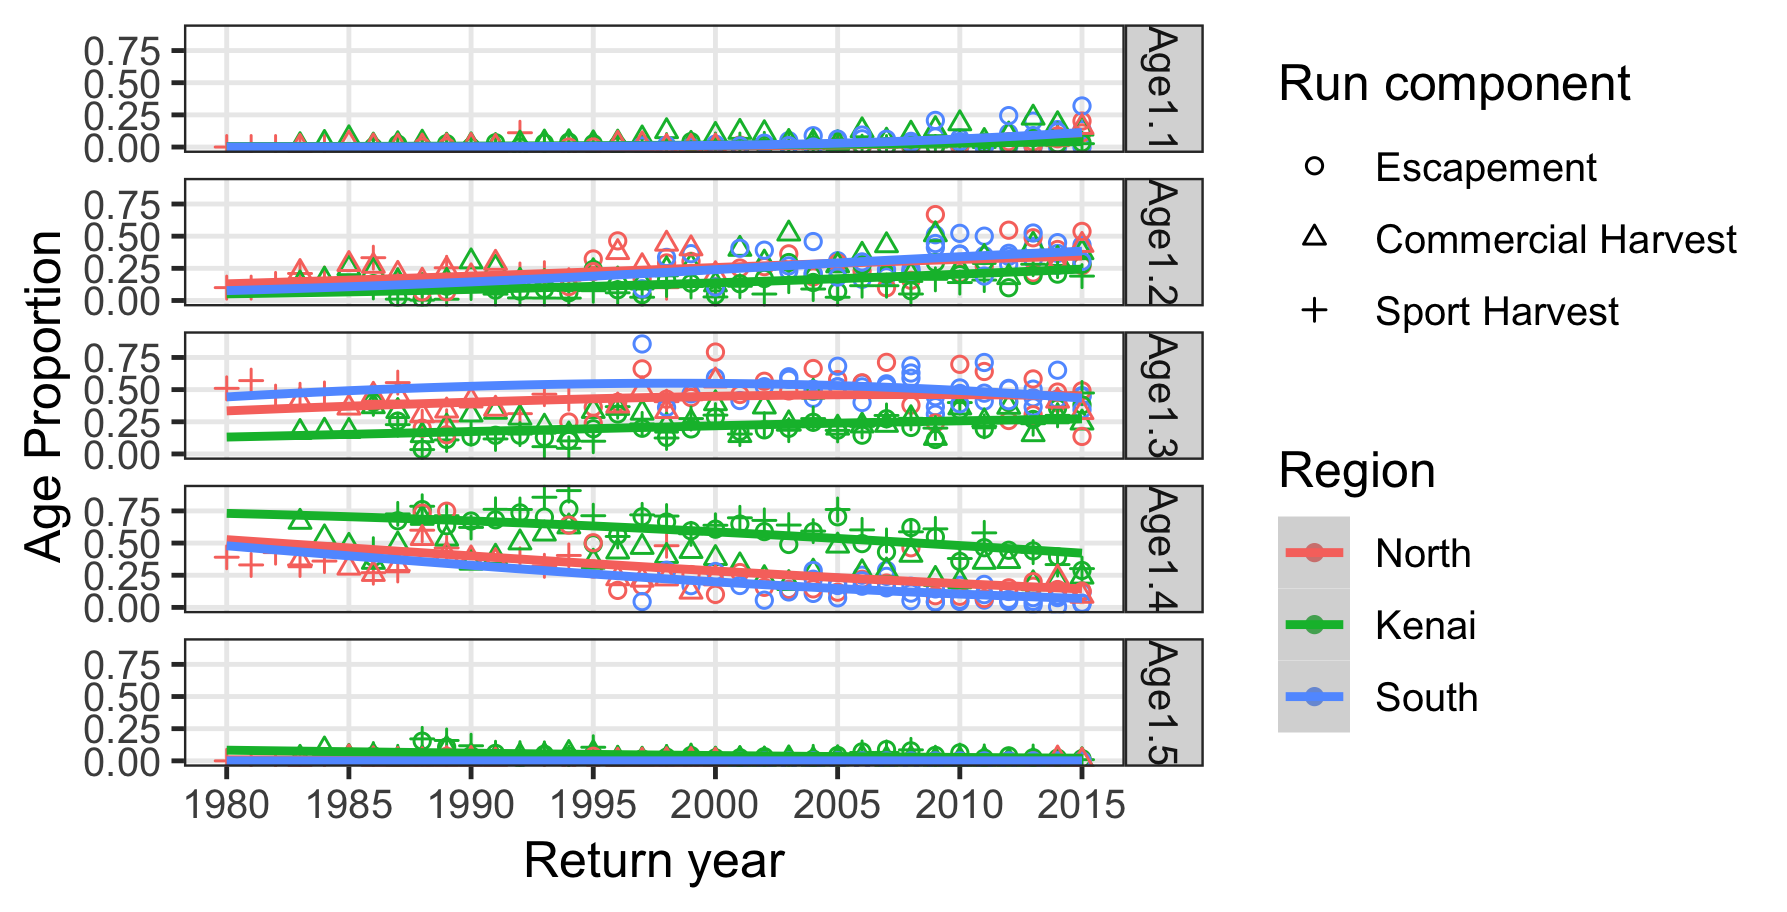 Age Proportion
0.75
0.50
0.25
0.00
Age1.1
0.75
0.50
0.25
0.00
Age1.2
0.75
0.50
0.25
0.00
Age1.3
0.75
0.50
0.25
0.00
Age1.4
0.75
0.50
0.25
0.00
Age1.5
1980 1985 1990 1995 2000 2005 2010 2015
Return year
Run component
Escapement
Commercial Harvest
Sport Harvest
Region
North
Kenai
South